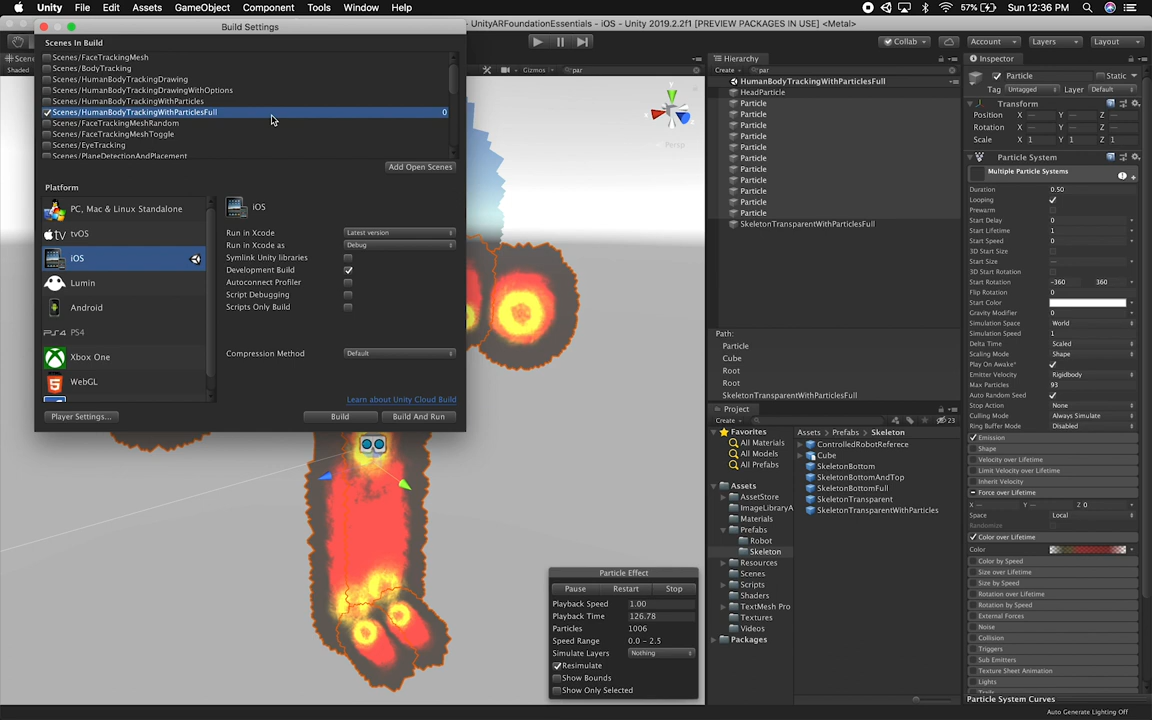 Unity File Edit Assets GameObject Component Tools Window Help
57% Sun 12:36 PM
UnityARFoundationEssentials - iOS - Unity 2019.2.2f1 [PREVIEW PACKAGES IN USE] <Metal>
Build Settings
Scenes In Build
Scenes/FaceTrackingMesh
Scenes/BodyTracking
Scenes/HumanBodyTrackingDrawing
Scenes/HumanBodyTrackingDrawingWithOptions
Scenes/HumanBodyTrackingWithParticles
Scenes/HumanBodyTrackingWithParticlesFull 0
Scenes/FaceTrackingMeshRandom
Scenes/FaceTrackingMeshToggle
Scenes/EyeTracking
Scenes/PlaneDetectionAndPlacement
Add Open Scenes
Platform
PC, Mac & Linux Standalone
tvOS
iOS
Lumin
Android
PS4
Xbox One
WebGL
iOS
Run in Xcode Latest version
Run in Xcode as Debug
Symlink Unity libraries
Development Build
Autoconnect Profiler
Script Debugging
Scripts Only Build
Compression Method Default
Learn about Unity Cloud Build
Player Settings...
Build
Build And Run
Scene
Shaded
Gizmos
par
Persp
Collab
Account
Layers
Layout
Hierarchy
Create par
HumanBodyTrackingWithParticlesFull
HeadParticle
Particle
Particle
Particle
Particle
Particle
Particle
Particle
Particle
Particle
Particle
Particle
SkeletonTransparentWithParticlesFull
Path:
Particle
Cube
Root
Root
SkeletonTransparentWithParticlesFull
Project
Create
23
Favorites
All Materials
All Models
All Prefabs
Assets
AssetStore
ImageLibraryA
Materials
Prefabs
Robot
Skeleton
Resources
Scenes
Scripts
Shaders
TextMesh Pro
Textures
Videos
Packages
Assets > Prefabs > Skeleton
ControlledRobotReferece
Cube
SkeletonBottom
SkeletonBottomAndTop
SkeletonBottomFull
SkeletonTransparent
SkeletonTransparentWithParticles
Particle Effect
Pause Restart Stop
Playback Speed 1.00
Playback Time 126.78
Particles 1006
Speed Range 0.0 - 2.5
Simulate Layers Nothing
Resimulate
Show Bounds
Show Only Selected
Inspector
Particle Static
Tag Untagged Layer Default
Transform
Position X — Y — Z —
Rotation X — Y — Z —
Scale X 1 Y 1 Z 1
Particle System
Multiple Particle Systems
Duration 0.50
Looping
Prewarm
Start Delay 0
Start Lifetime 1
Start Speed 0
3D Start Size
Start Size —
3D Start Rotation
Start Rotation -360 360
Flip Rotation 0
Start Color
Gravity Modifier 0
Simulation Space World
Simulation Speed 1
Delta Time Scaled
Scaling Mode Shape
Play On Awake*
Emitter Velocity Rigidbody
Max Particles 93
Auto Random Seed
Stop Action None
Culling Mode Always Simulate
Ring Buffer Mode Disabled
Emission
Shape
Velocity over Lifetime
Limit Velocity over Lifetime
Inherit Velocity
Force over Lifetime
X — Y — Z 0
Space Local
Randomize
Color over Lifetime
Color
Color by Speed
Size over Lifetime
Size by Speed
Rotation over Lifetime
Rotation by Speed
External Forces
Noise
Collision
Triggers
Sub Emitters
Texture Sheet Animation
Lights
Trails
Particle System Curves
Auto Generate Lighting Off